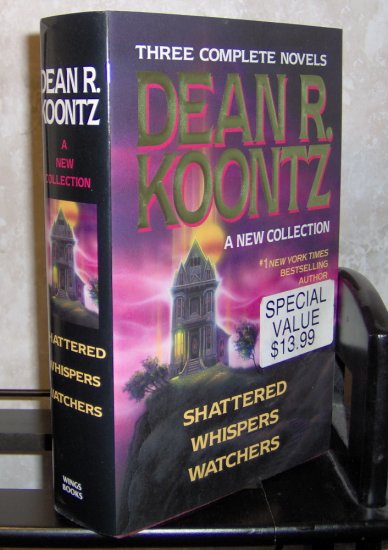 DEAN R.
KOONTZ
A
NEW
COLLECTION
SHATTERED
WHISPERS
WATCHERS
WINGS
BOOKS
THREE COMPLETE NOVELS
DEAN R.
KOONTZ
A NEW COLLECTION
#1 NEW YORK TIMES
BESTSELLING
AUTHOR
SPECIAL
VALUE
$13.99
SHATTERED
WHISPERS
WATCHERS